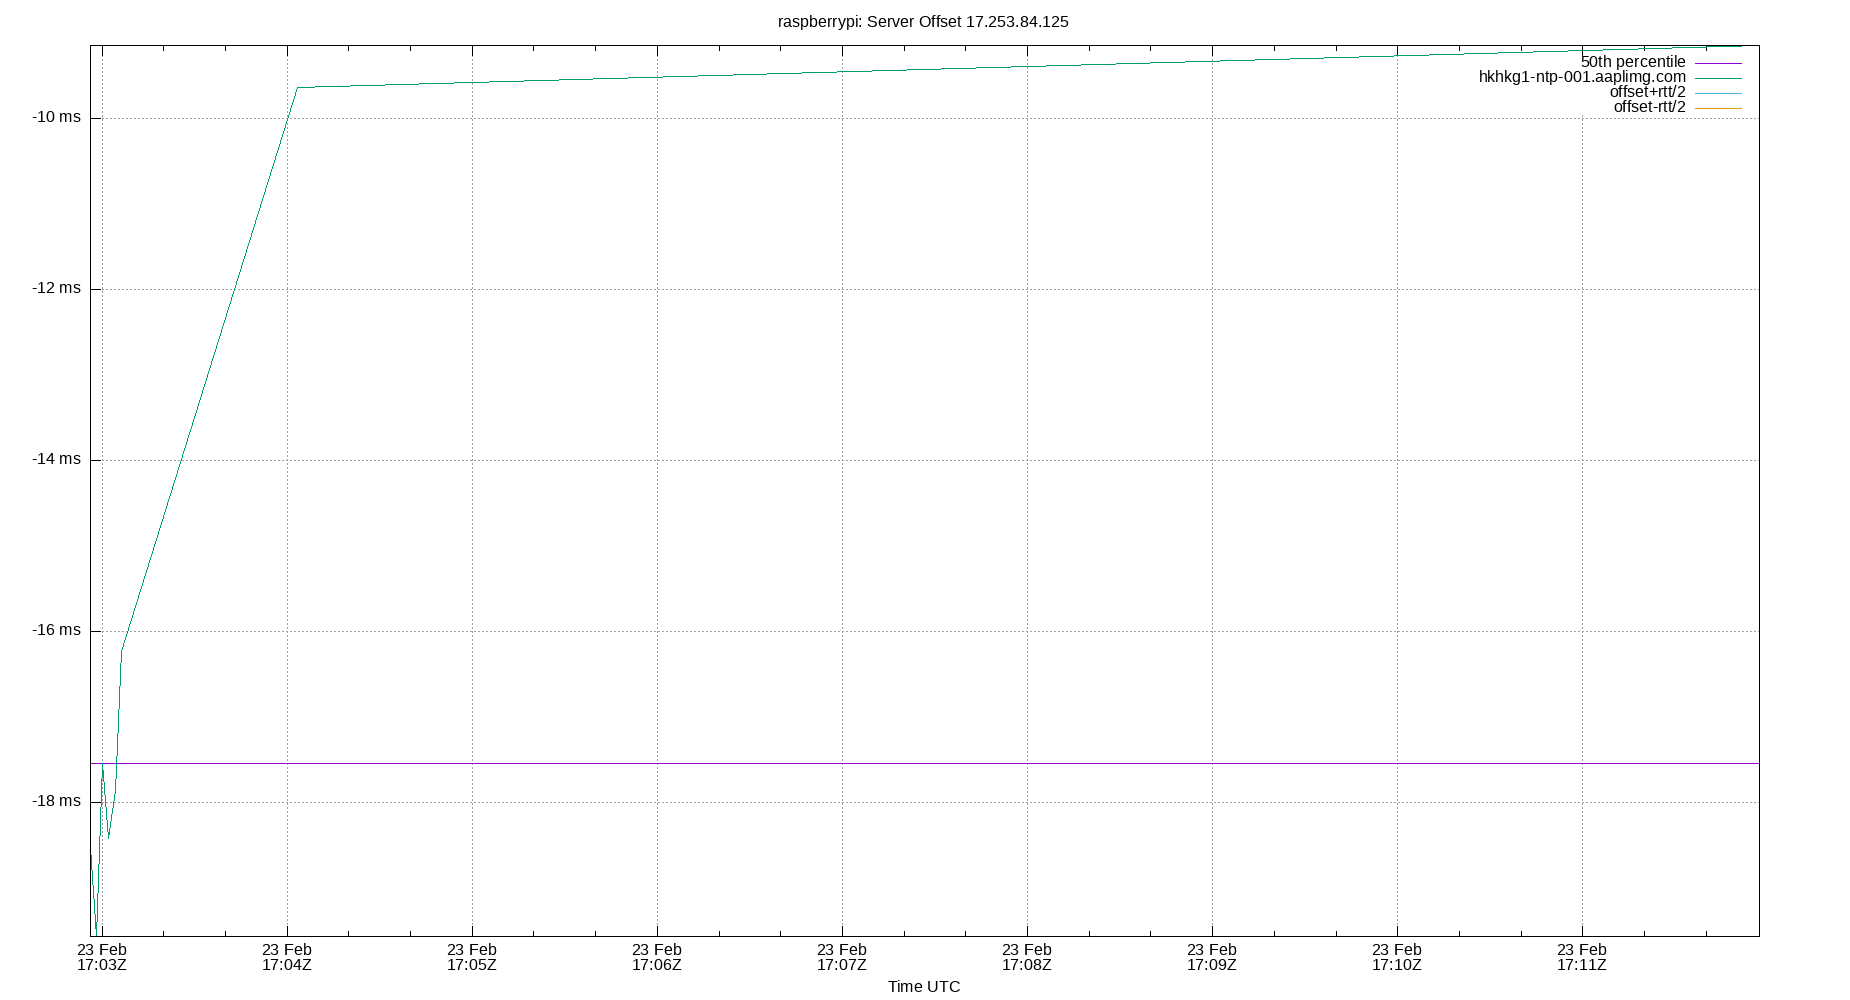 raspberrypi: Server Offset 17.253.84.125
50th percentile
hkhkg1-ntp-001.aaplimg.com
offset+rtt/2
offset-rtt/2
-10 ms
-12 ms
-14 ms
-16 ms
-18 ms
23 Feb 23 Feb 23 Feb 23 Feb 23 Feb 23 Feb 23 Feb 23 Feb 23 Feb
17:03Z 17:04Z 17:05Z 17:06Z 17:07Z 17:08Z 17:09Z 17:10Z 17:11Z
Time UTC